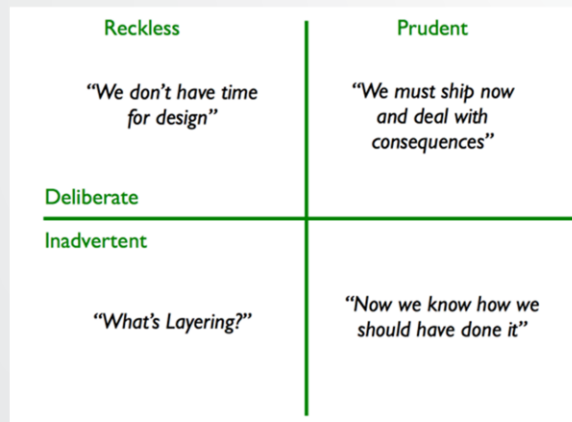 Reckless
Prudent
“We don’t have time
for design”
“We must ship now
and deal with
consequences”
Deliberate
Inadvertent
“What’s Layering?”
“Now we know how we
should have done it”